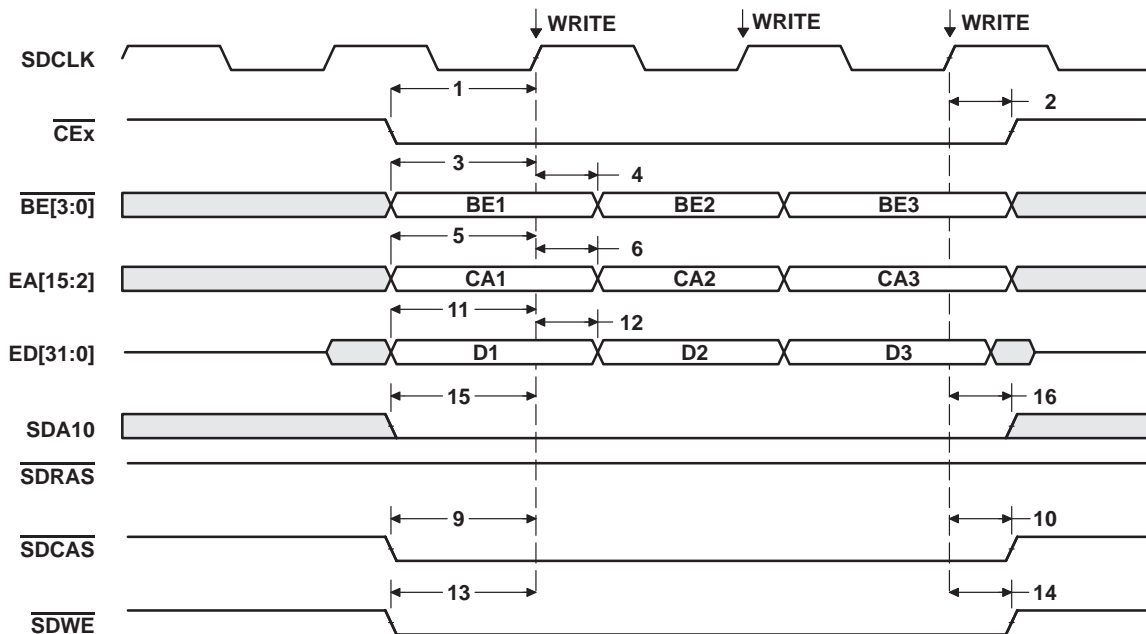 WRITE WRITE WRITE
SDCLK
1 2
CEx
3 4
BE[3:0] BE1 BE2 BE3
5 6
EA[15:2] CA1 CA2 CA3
11 12
ED[31:0] D1 D2 D3
15 16
SDA10
SDRAS
9 10
SDCAS
13 14
SDWE